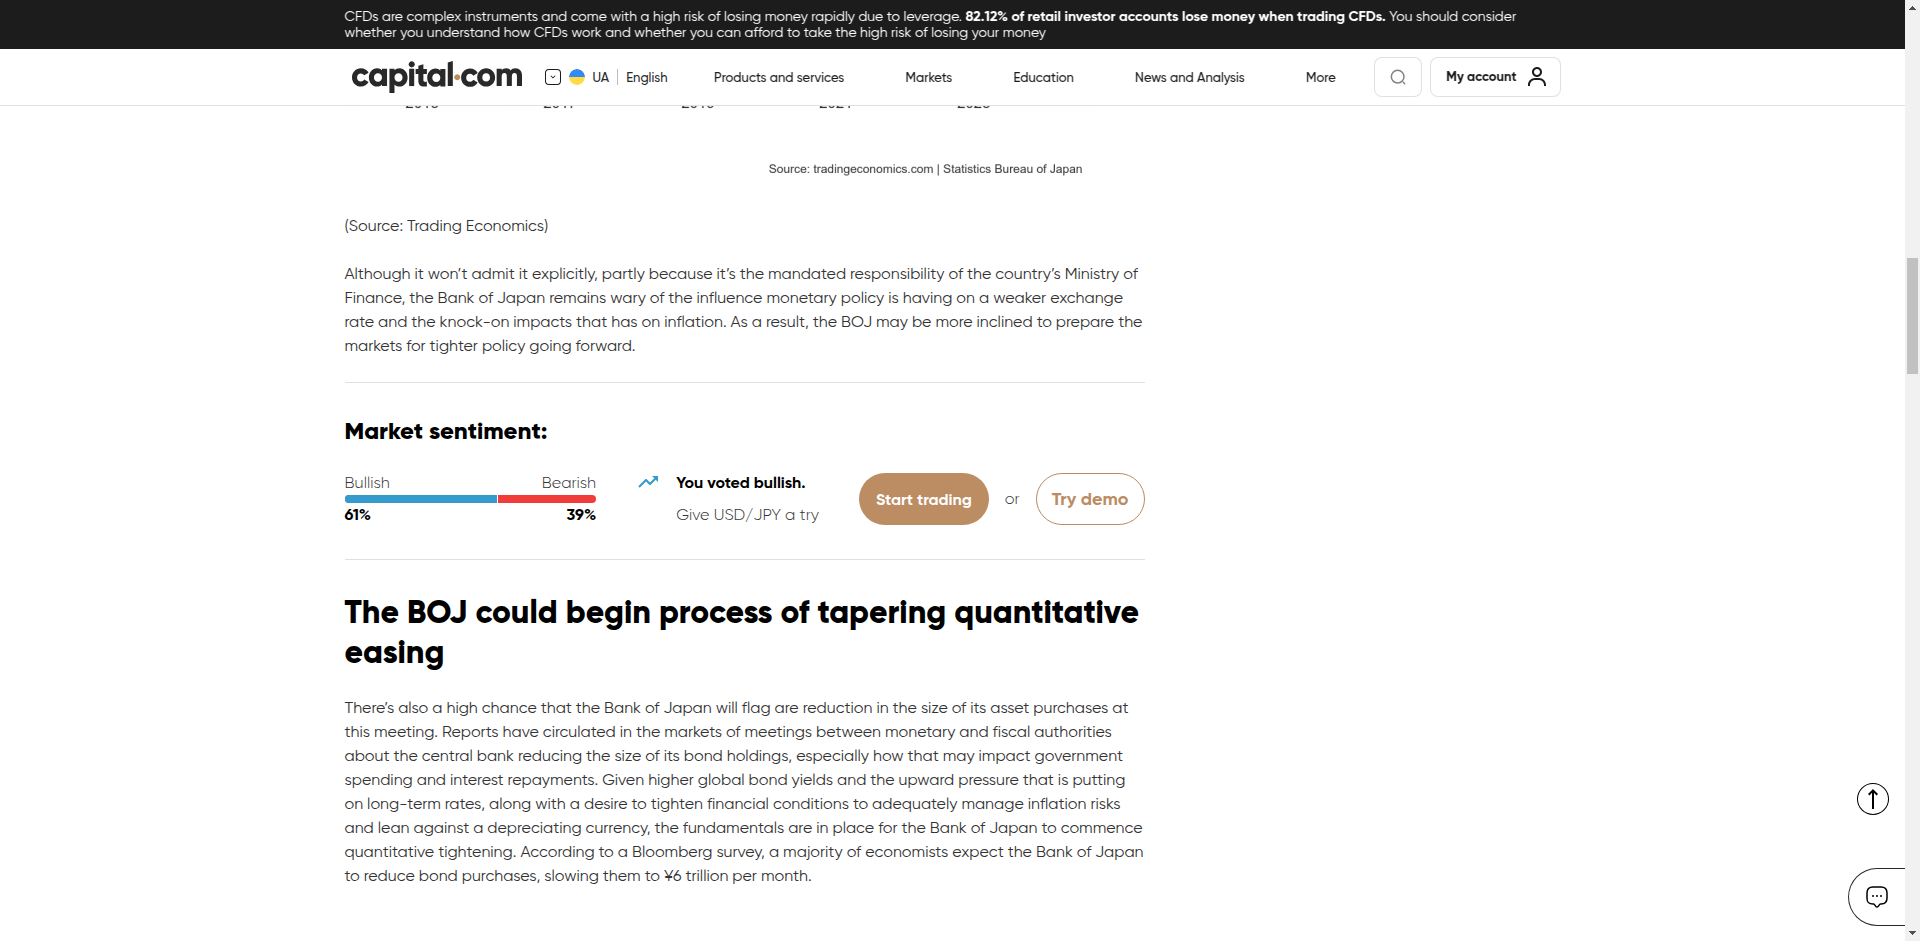 CFDs are complex instruments and come with a high risk of losing money rapidly due to leverage. 82.12% of retail investor accounts lose money when trading CFDs. You should consider
whether you understand how CFDs work and whether you can afford to take the high risk of losing your money
capital.com
UA English
Products and services
Markets
Education
News and Analysis
More
My account
Source: tradingeconomics.com | Statistics Bureau of Japan
(Source: Trading Economics)
Although it won’t admit it explicitly, partly because it’s the mandated responsibility of the country’s Ministry of
Finance, the Bank of Japan remains wary of the influence monetary policy is having on a weaker exchange
rate and the knock-on impacts that has on inflation. As a result, the BOJ may be more inclined to prepare the
markets for tighter policy going forward.
Market sentiment:
Bullish
Bearish
61%
39%
You voted bullish.
Give USD/JPY a try
Start trading
or
Try demo
The BOJ could begin process of tapering quantitative
easing
There’s also a high chance that the Bank of Japan will flag are reduction in the size of its asset purchases at
this meeting. Reports have circulated in the markets of meetings between monetary and fiscal authorities
about the central bank reducing the size of its bond holdings, especially how that may impact government
spending and interest repayments. Given higher global bond yields and the upward pressure that is putting
on long-term rates, along with a desire to tighten financial conditions to adequately manage inflation risks
and lean against a depreciating currency, the fundamentals are in place for the Bank of Japan to commence
quantitative tightening. According to a Bloomberg survey, a majority of economists expect the Bank of Japan
to reduce bond purchases, slowing them to ¥6 trillion per month.